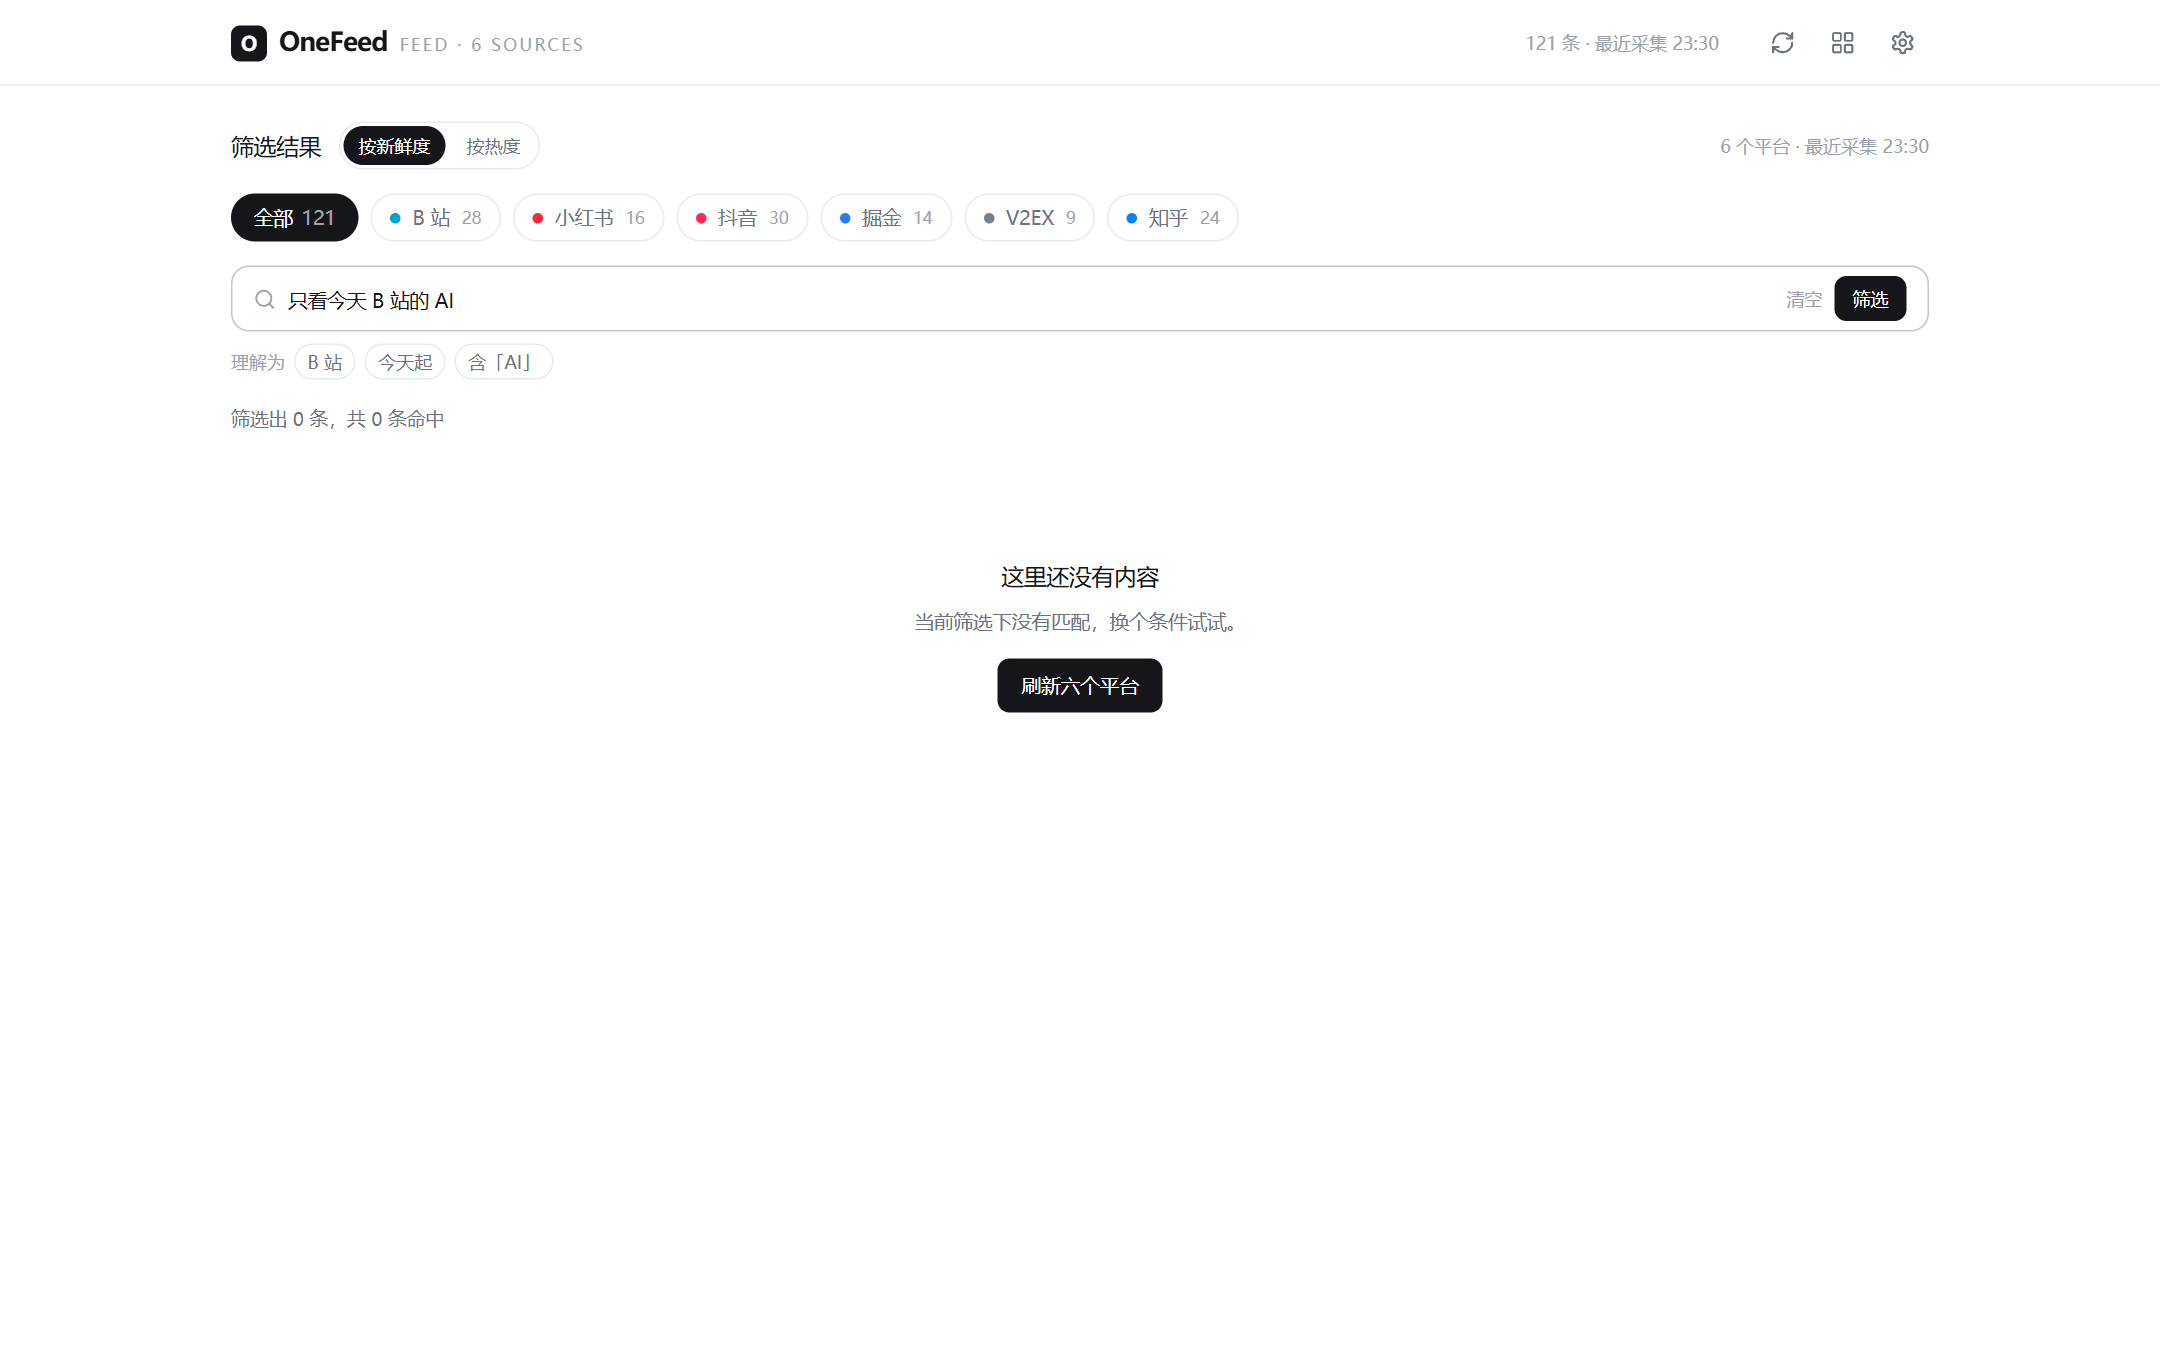 O OneFeed FEED · 6 SOURCES 121 条 · 最近采集 23:30
筛选结果 按新鲜度 按热度 6 个平台 · 最近采集 23:30
全部 121 B 站 28 小红书 16 抖音 30 掘金 14 V2EX 9 知乎 24
只看今天 B 站的 AI 清空 筛选
理解为 B 站 今天起 含「AI」
筛选出 0 条，共 0 条命中
这里还没有内容
当前筛选下没有匹配，换个条件试试。
刷新六个平台